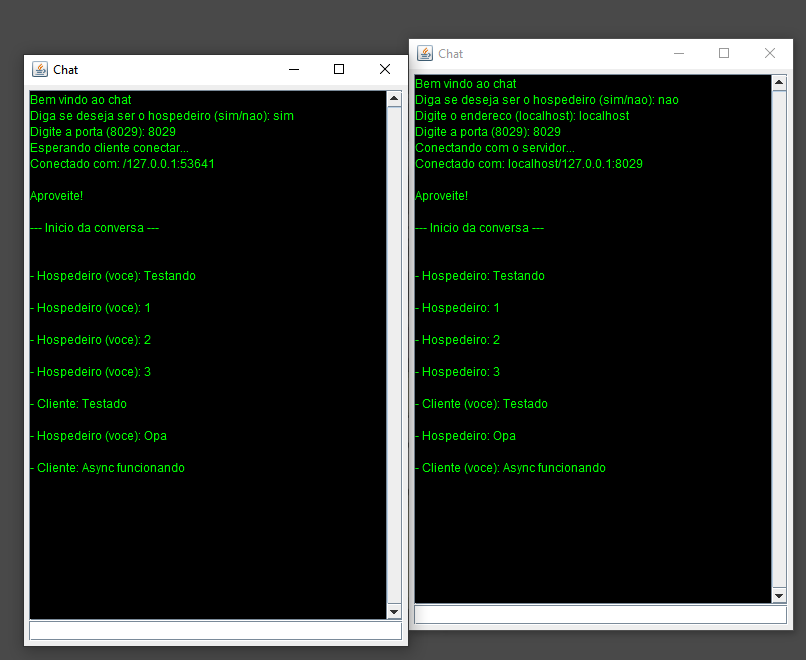 Chat
Bem vindo ao chat
Diga se deseja ser o hospedeiro (sim/nao): sim
Digite a porta (8029): 8029
Esperando cliente conectar...
Conectado com: /127.0.0.1:53641
Aproveite!
--- Inicio da conversa ---
- Hospedeiro (voce): Testando
- Hospedeiro (voce): 1
- Hospedeiro (voce): 2
- Hospedeiro (voce): 3
- Cliente: Testado
- Hospedeiro (voce): Opa
- Cliente: Async funcionando
Chat
Bem vindo ao chat
Diga se deseja ser o hospedeiro (sim/nao): nao
Digite o endereco (localhost): localhost
Digite a porta (8029): 8029
Conectando com o servidor...
Conectado com: localhost/127.0.0.1:8029
Aproveite!
--- Inicio da conversa ---
- Hospedeiro: Testando
- Hospedeiro: 1
- Hospedeiro: 2
- Hospedeiro: 3
- Cliente (voce): Testado
- Hospedeiro: Opa
- Cliente (voce): Async funcionando